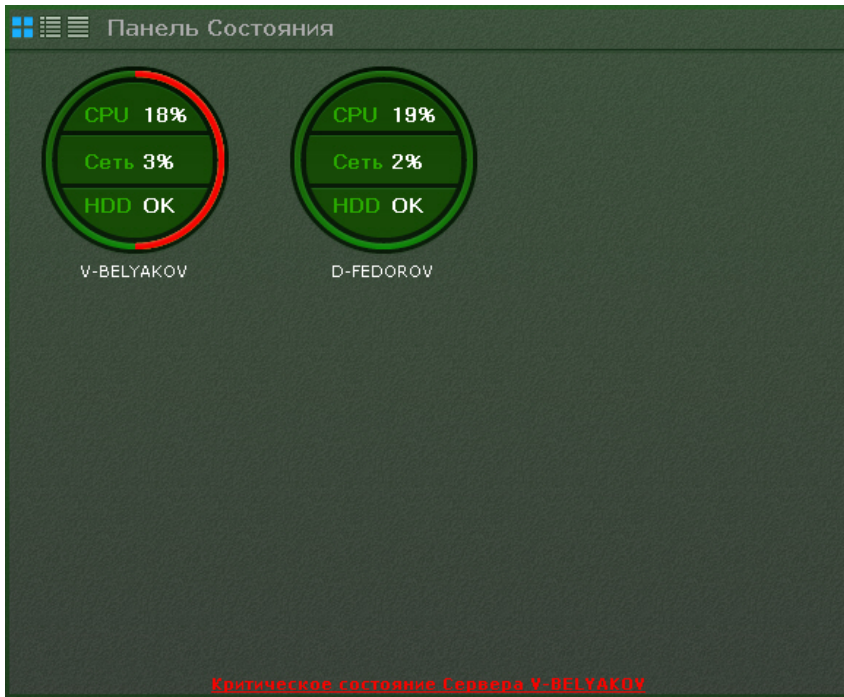 Панель Состояния
CPU 18%
Сеть 3%
HDD OK
V-BELYAKOV
CPU 19%
Сеть 2%
HDD OK
D-FEDOROV
Критическое состояние Сервера V-BELYAKOV